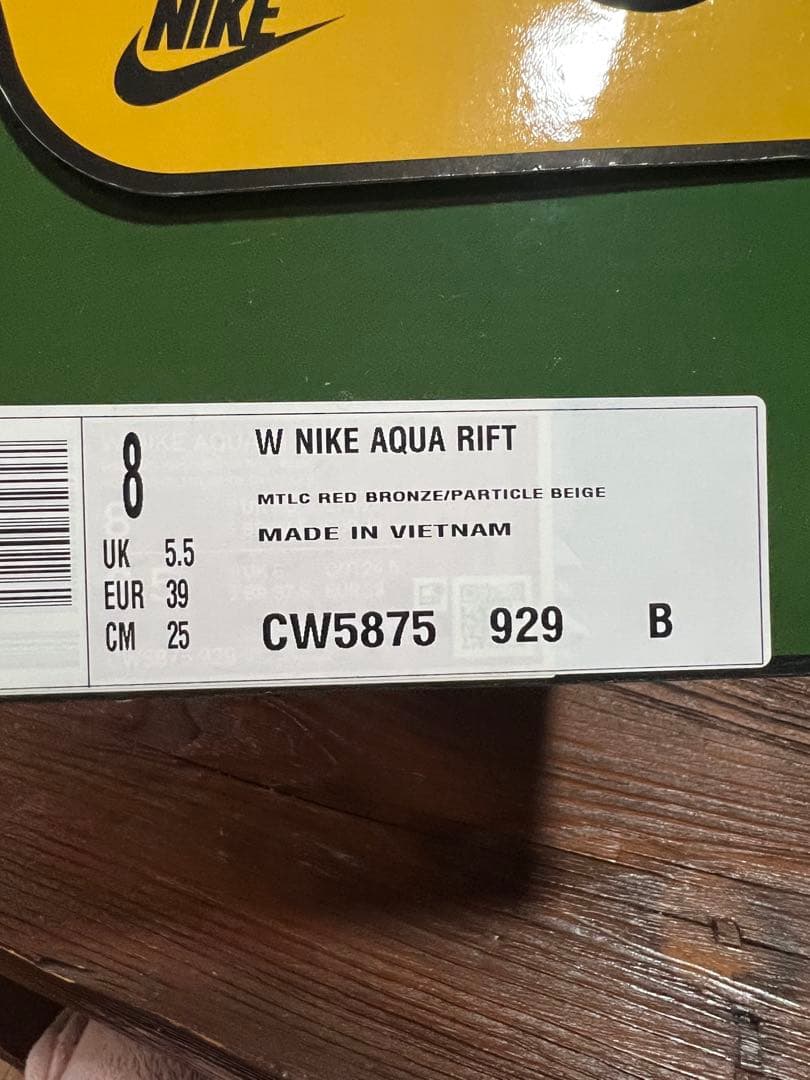 NIKE
8
W NIKE AQUA RIFT
MTLC RED BRONZE/PARTICLE BEIGE
MADE IN VIETNAM
UK 5.5
EUR 39
CM 25
CW5875 929 B